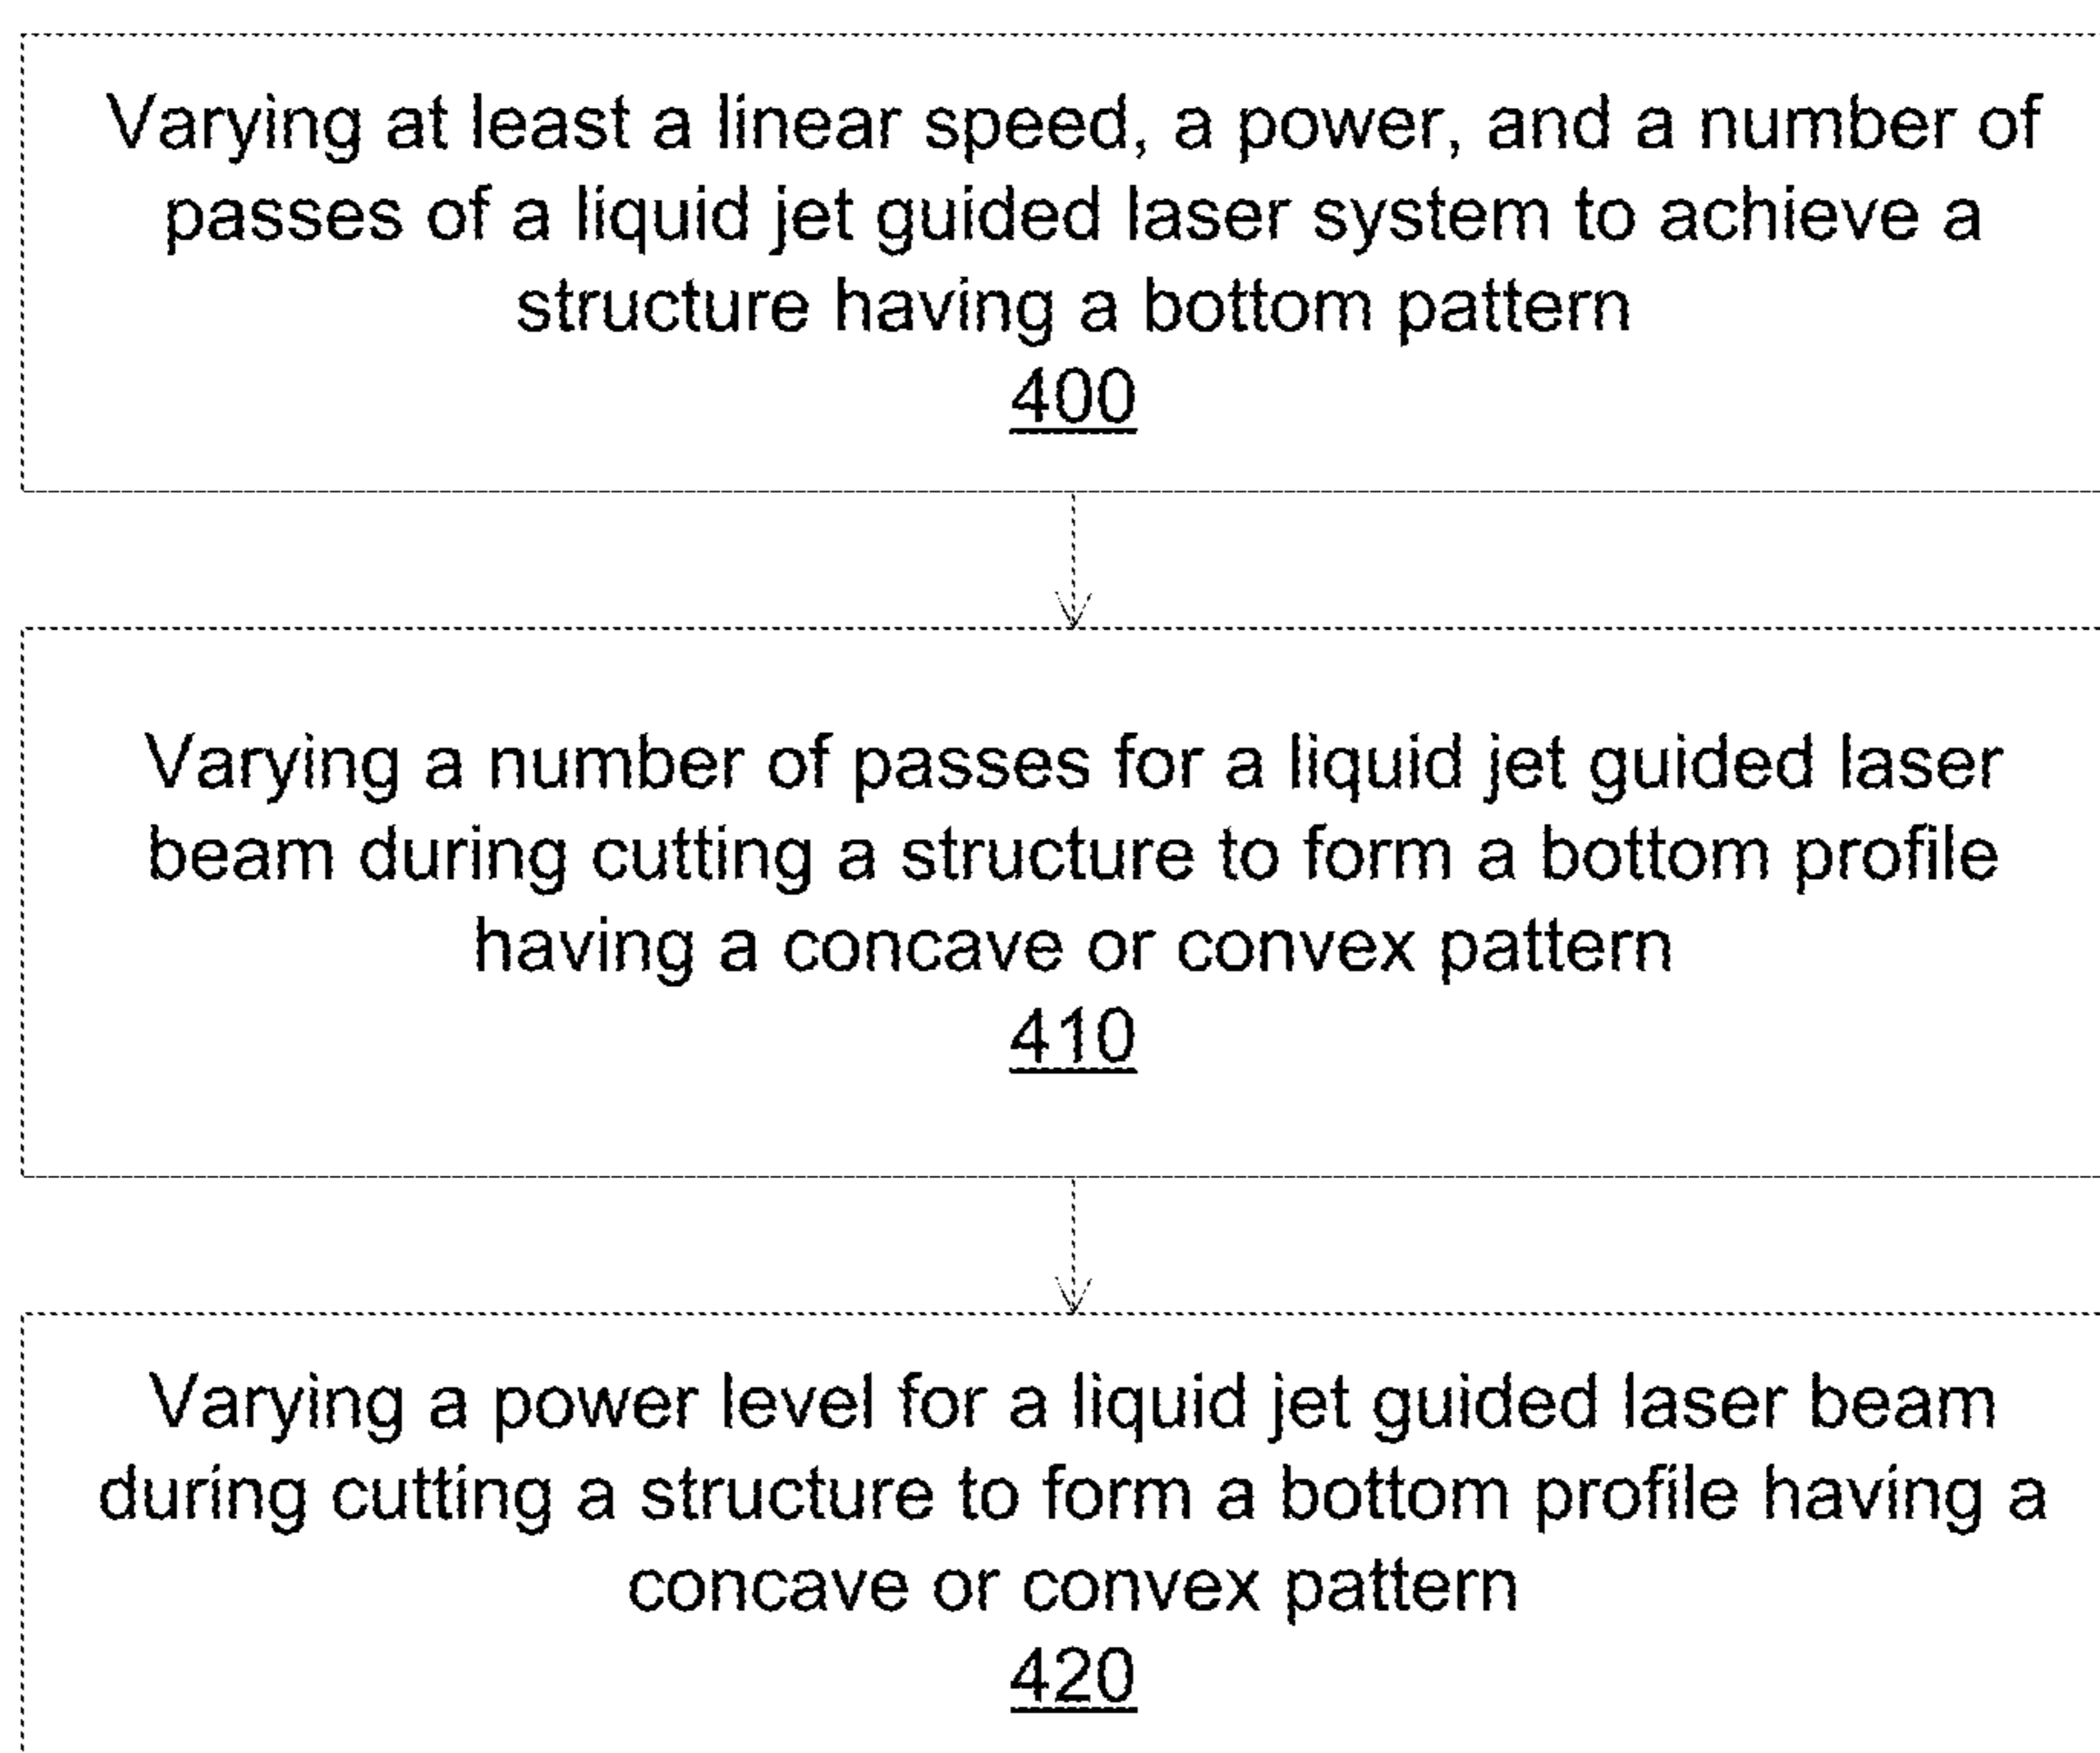 Varying at least a linear speed, a power, and a number of
passes of a liquid jet guided laser system to achieve a
structure having a bottom pattern
400
Varying a number of passes for a liquid jet guided laser
beam during cutting a structure to form a bottom profile
having a concave or convex pattern
410
Varying a power level for a liquid jet guided laser beam
during cutting a structure to form a bottom profile having a
concave or convex pattern
420